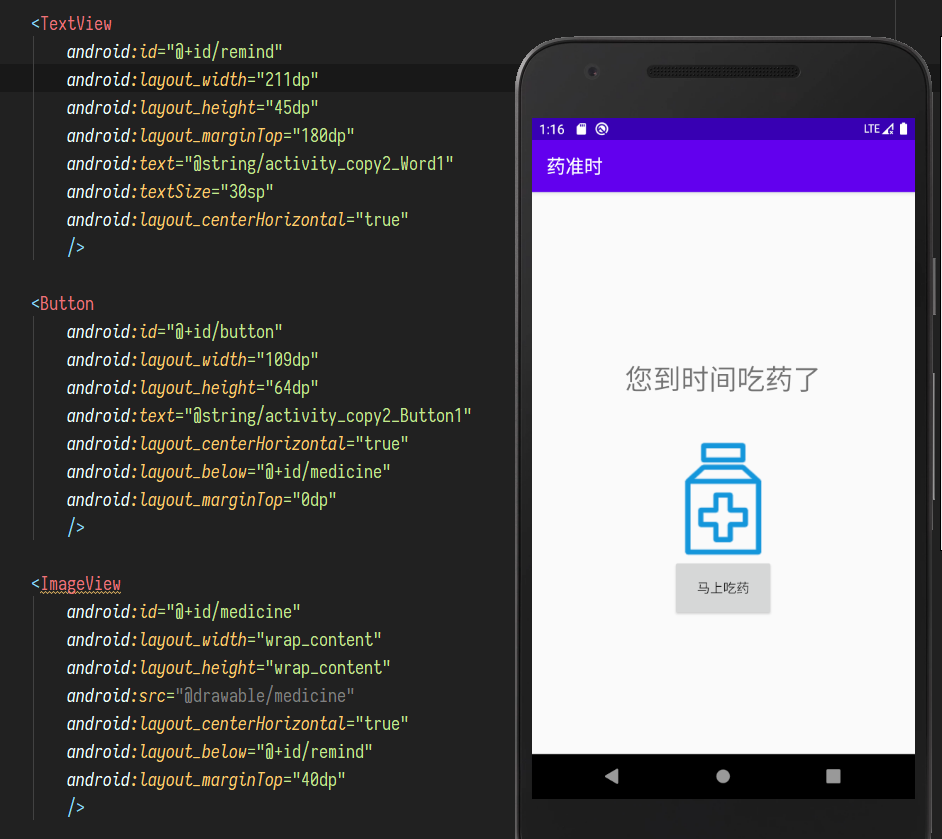 <TextView
android:id="@+id/remind"
android:layout_width="211dp"
android:layout_height="45dp"
android:layout_marginTop="180dp"
android:text="@string/activity_copy2_Word1"
android:textSize="30sp"
android:layout_centerHorizontal="true"
/>
<Button
android:id="@+id/button"
android:layout_width="109dp"
android:layout_height="64dp"
android:text="@string/activity_copy2_Button1"
android:layout_centerHorizontal="true"
android:layout_below="@+id/medicine"
android:layout_marginTop="0dp"
/>
<ImageView
android:id="@+id/medicine"
android:layout_width="wrap_content"
android:layout_height="wrap_content"
android:src="@drawable/medicine"
android:layout_centerHorizontal="true"
android:layout_below="@+id/remind"
android:layout_marginTop="40dp"
/>
1:16 LTE
药准时
您到时间吃药了
马上吃药